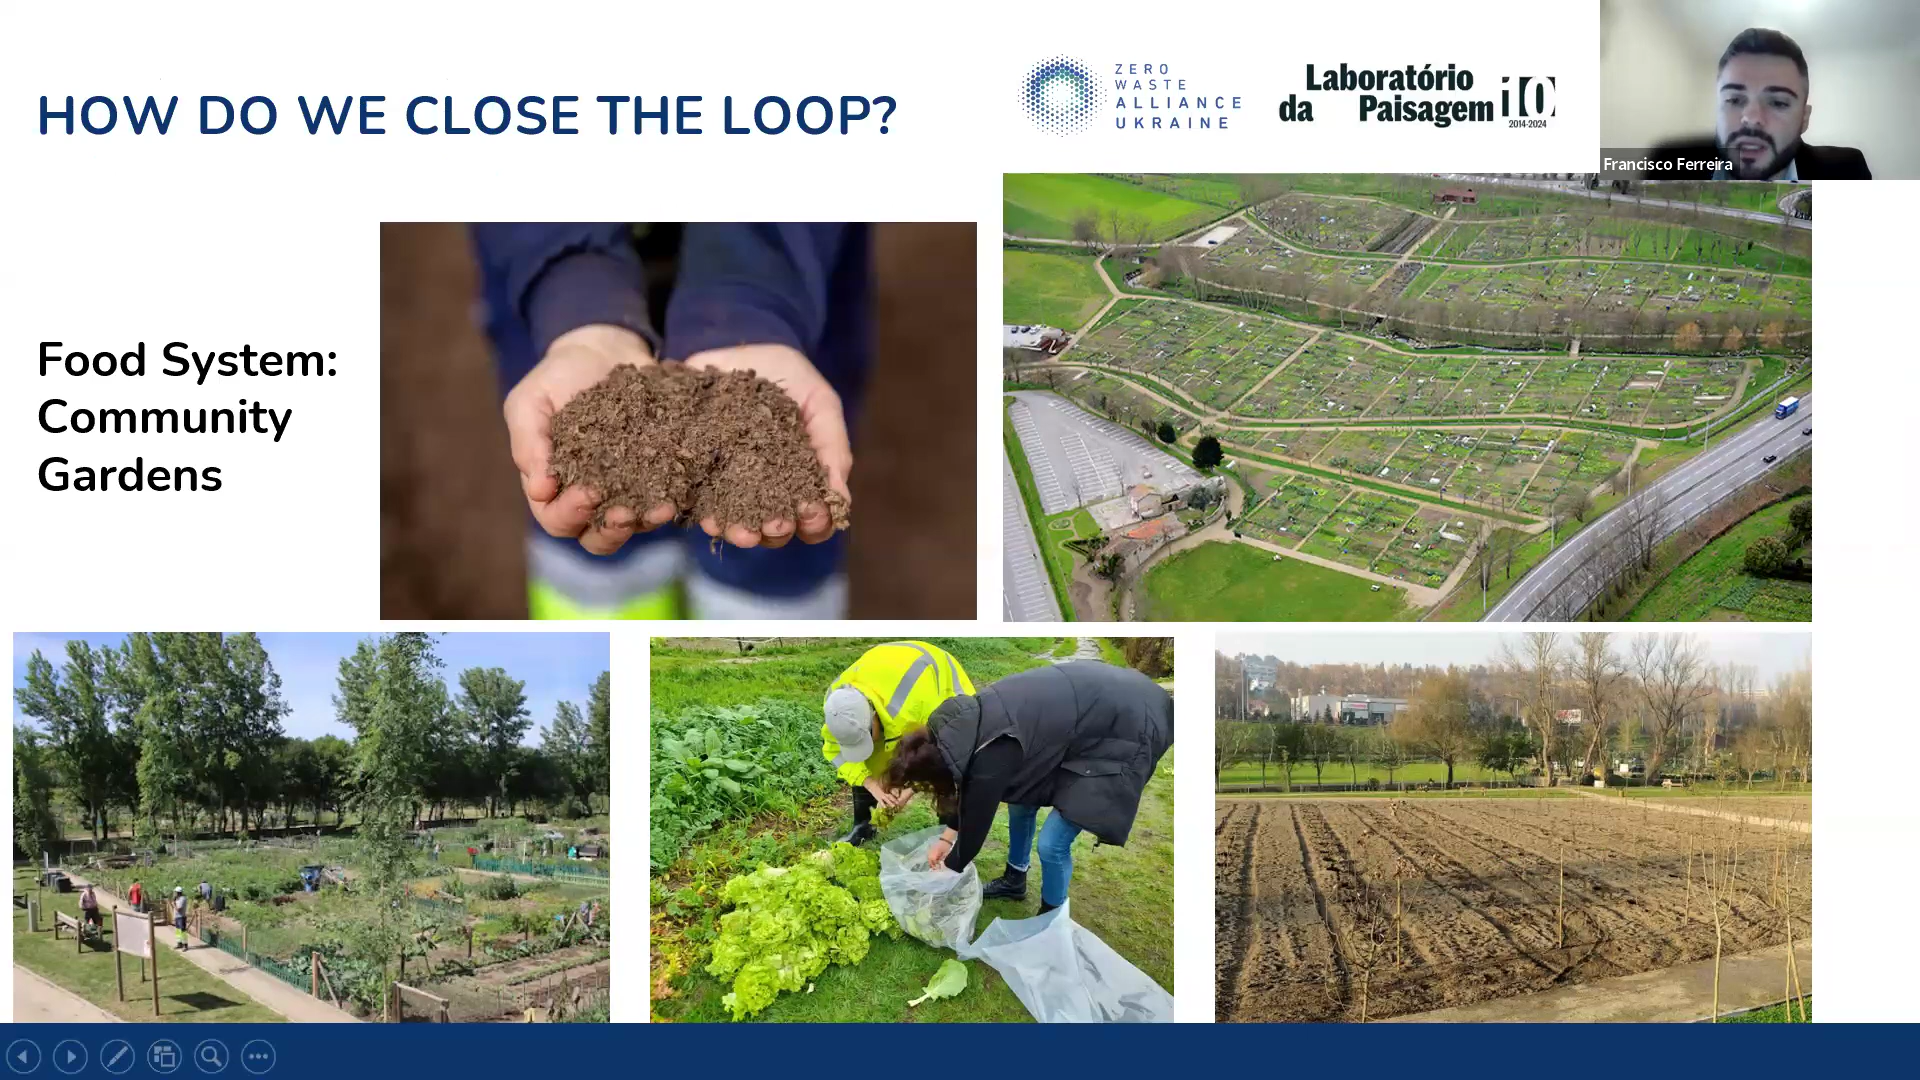 HOW DO WE CLOSE THE LOOP?
ZERO
WASTE
ALLIANCE
UKRAINE
Laboratório
da Paisagem
10
2014-2024
Francisco Ferreira
Food System:
Community
Gardens